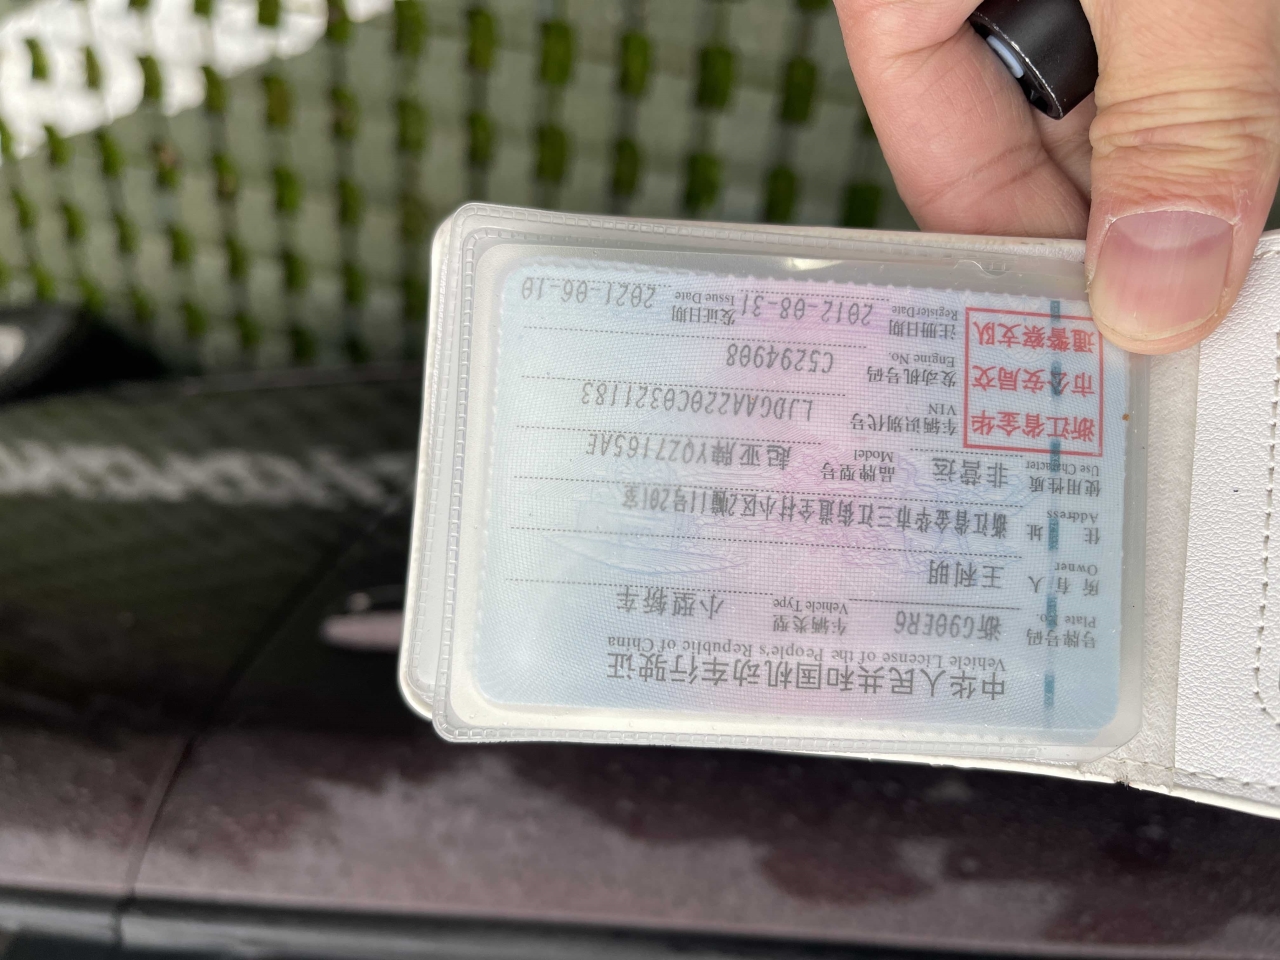 中华人民共和国机动车行驶证
Vehicle License of the People's Republic of China
号牌号码 浙G90ER6 车辆类型 小型轿车
Plate No. Vehicle Type
所有人 王利明
Owner
住址 浙江省金华市三江街道全村小区2幢11号201室
Address
使用性质 非营运 品牌型号 起亚牌YQZ7165AE
Use Character Model
浙江省金华
市公安局交
通警察支队
车辆识别代号 LJDGAA220C0321183
VIN
发动机号码 C5294908
Engine No.
注册日期 2012-08-31 发证日期 2021-06-10
Register Date Issue Date